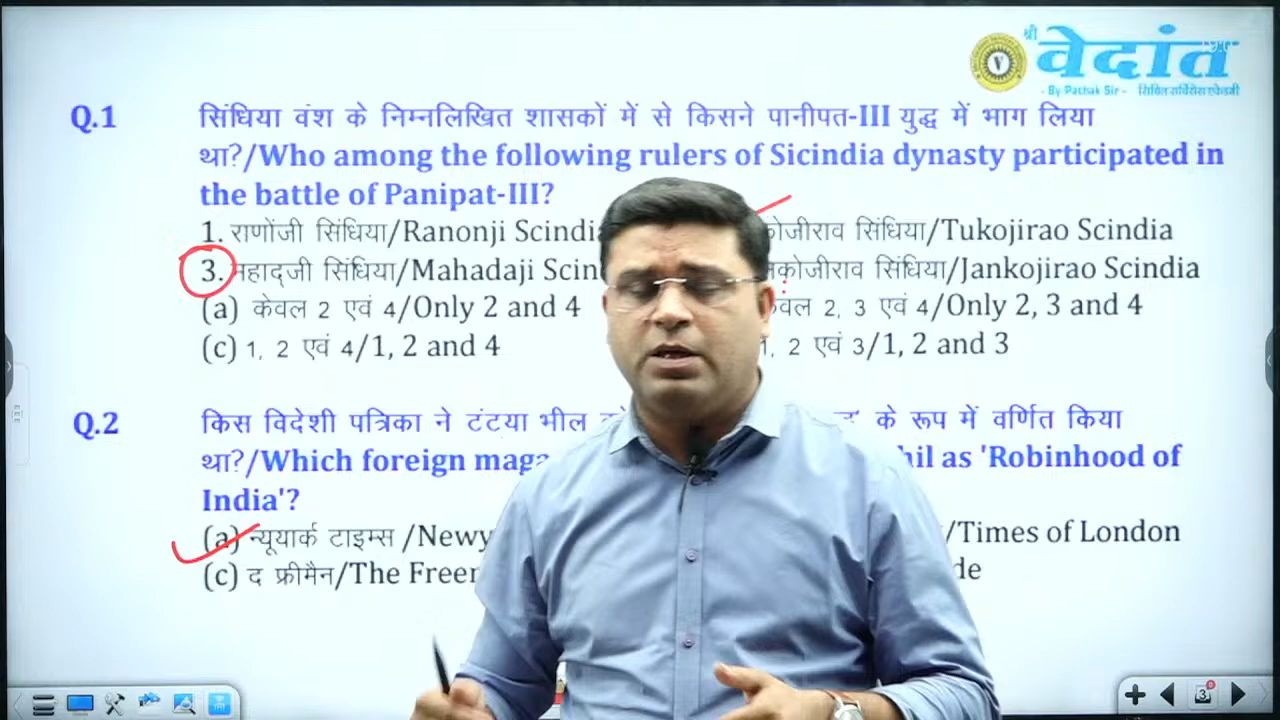 श्री
वेदांत
- By Pathak Sir - सिविल सर्विसेस एकेडमी
Q.1 सिंधिया वंश के निम्नलिखित शासकों में से किसने पानीपत-III युद्ध में भाग लिया
था?/Who among the following rulers of Sicindia dynasty participated in
the battle of Panipat-III?
1. राणोंजी सिंधिया/Ranonji Scindia कोजीराव सिंधिया/Tukojirao Scindia
3. महाद्जी सिंधिया/Mahadaji Scin कोजीराव सिंधिया/Jankojirao Scindia
(a) केवल 2 एवं 4/Only 2 and 4 वल 2, 3 एवं 4/Only 2, 3 and 4
(c) 1, 2 एवं 4/1, 2 and 4 1, 2 एवं 3/1, 2 and 3
Q.2 किस विदेशी पत्रिका ने टंटया भील के रूप में वर्णित किया
था?/Which foreign maga hil as 'Robinhood of
India'?
(a) न्यूयार्क टाइम्स /Newy /Times of London
(c) द फ्रीमैन/The Freer de
3